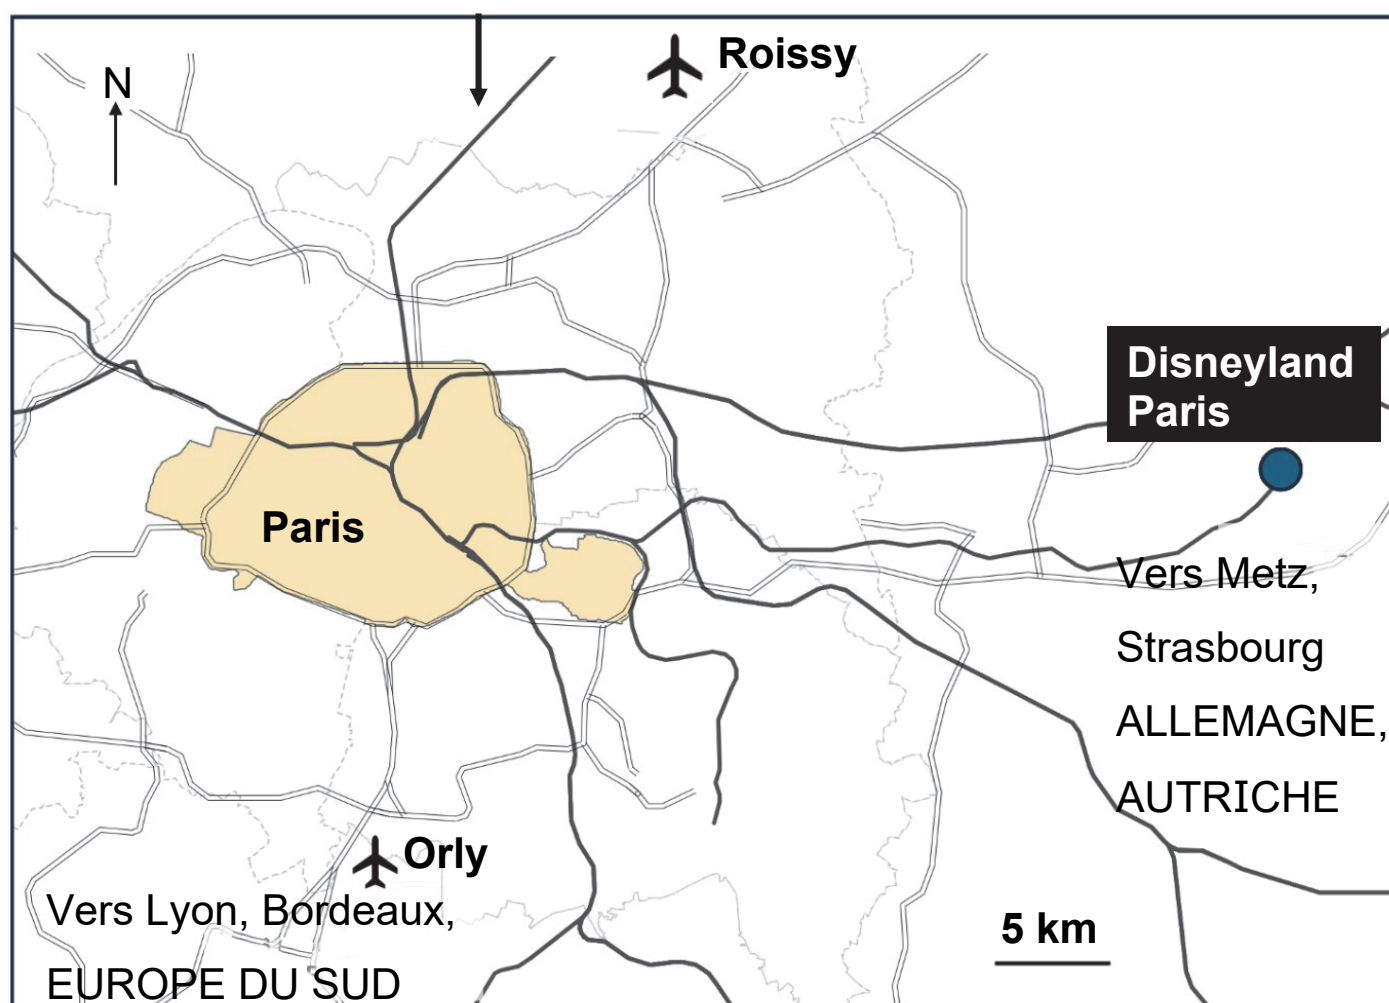 Roissy
N
Disneyland
Paris
Paris
Vers Metz,
Strasbourg
ALLEMAGNE,
AUTRICHE
Orly
Vers Lyon, Bordeaux,
5 km
EUROPE DU SUD